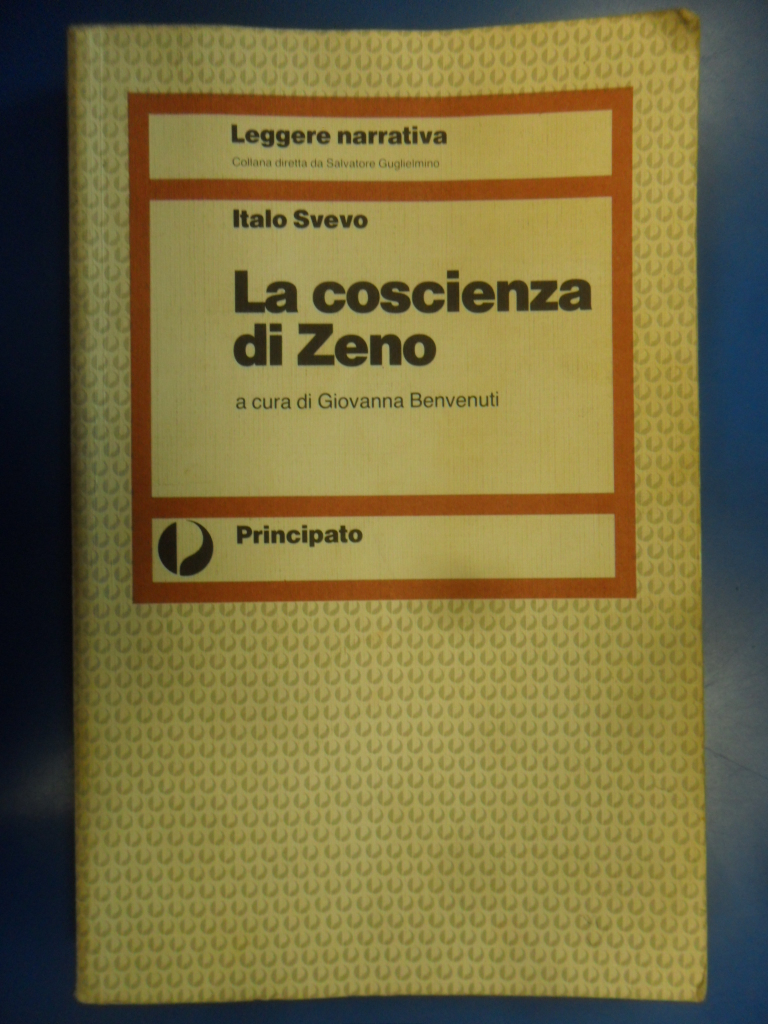 Leggere narrativa
Collana diretta da Salvatore Guglielmino
Italo Svevo
La coscienza
di Zeno
a cura di Giovanna Benvenuti
Principato